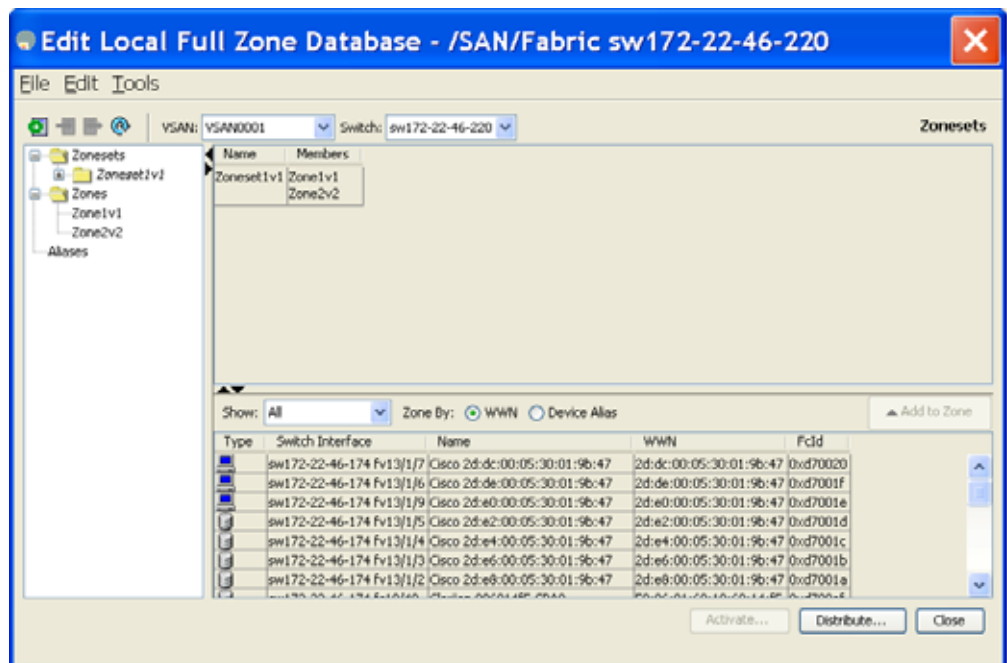 Edit Local Full Zone Database - /SAN/Fabric sw172-22-46-220
File Edit Tools
VSAN: VSAN0001 Switch: sw172-22-46-220 Zonesets
Zonesets
Zoneset1v1
Zones
Zone1v1
Zone2v2
Aliases
Name Members
Zoneset1v1 Zone1v1
Zone2v2
Show: All Zone By: WWN Device Alias Add to Zone
Type Switch Interface Name WWN FcId
sw172-22-46-174 fv13/1/7 Cisco 2d:dc:00:05:30:01:9b:47 2d:dc:00:05:30:01:9b:47 0xd70020
sw172-22-46-174 fv13/1/6 Cisco 2d:de:00:05:30:01:9b:47 2d:de:00:05:30:01:9b:47 0xd7001f
sw172-22-46-174 fv13/1/9 Cisco 2d:e0:00:05:30:01:9b:47 2d:e0:00:05:30:01:9b:47 0xd7001e
sw172-22-46-174 fv13/1/5 Cisco 2d:e2:00:05:30:01:9b:47 2d:e2:00:05:30:01:9b:47 0xd7001d
sw172-22-46-174 fv13/1/4 Cisco 2d:e4:00:05:30:01:9b:47 2d:e4:00:05:30:01:9b:47 0xd7001c
sw172-22-46-174 fv13/1/3 Cisco 2d:e6:00:05:30:01:9b:47 2d:e6:00:05:30:01:9b:47 0xd7001b
sw172-22-46-174 fv13/1/2 Cisco 2d:e8:00:05:30:01:9b:47 2d:e8:00:05:30:01:9b:47 0xd7001a
Activate... Distribute... Close